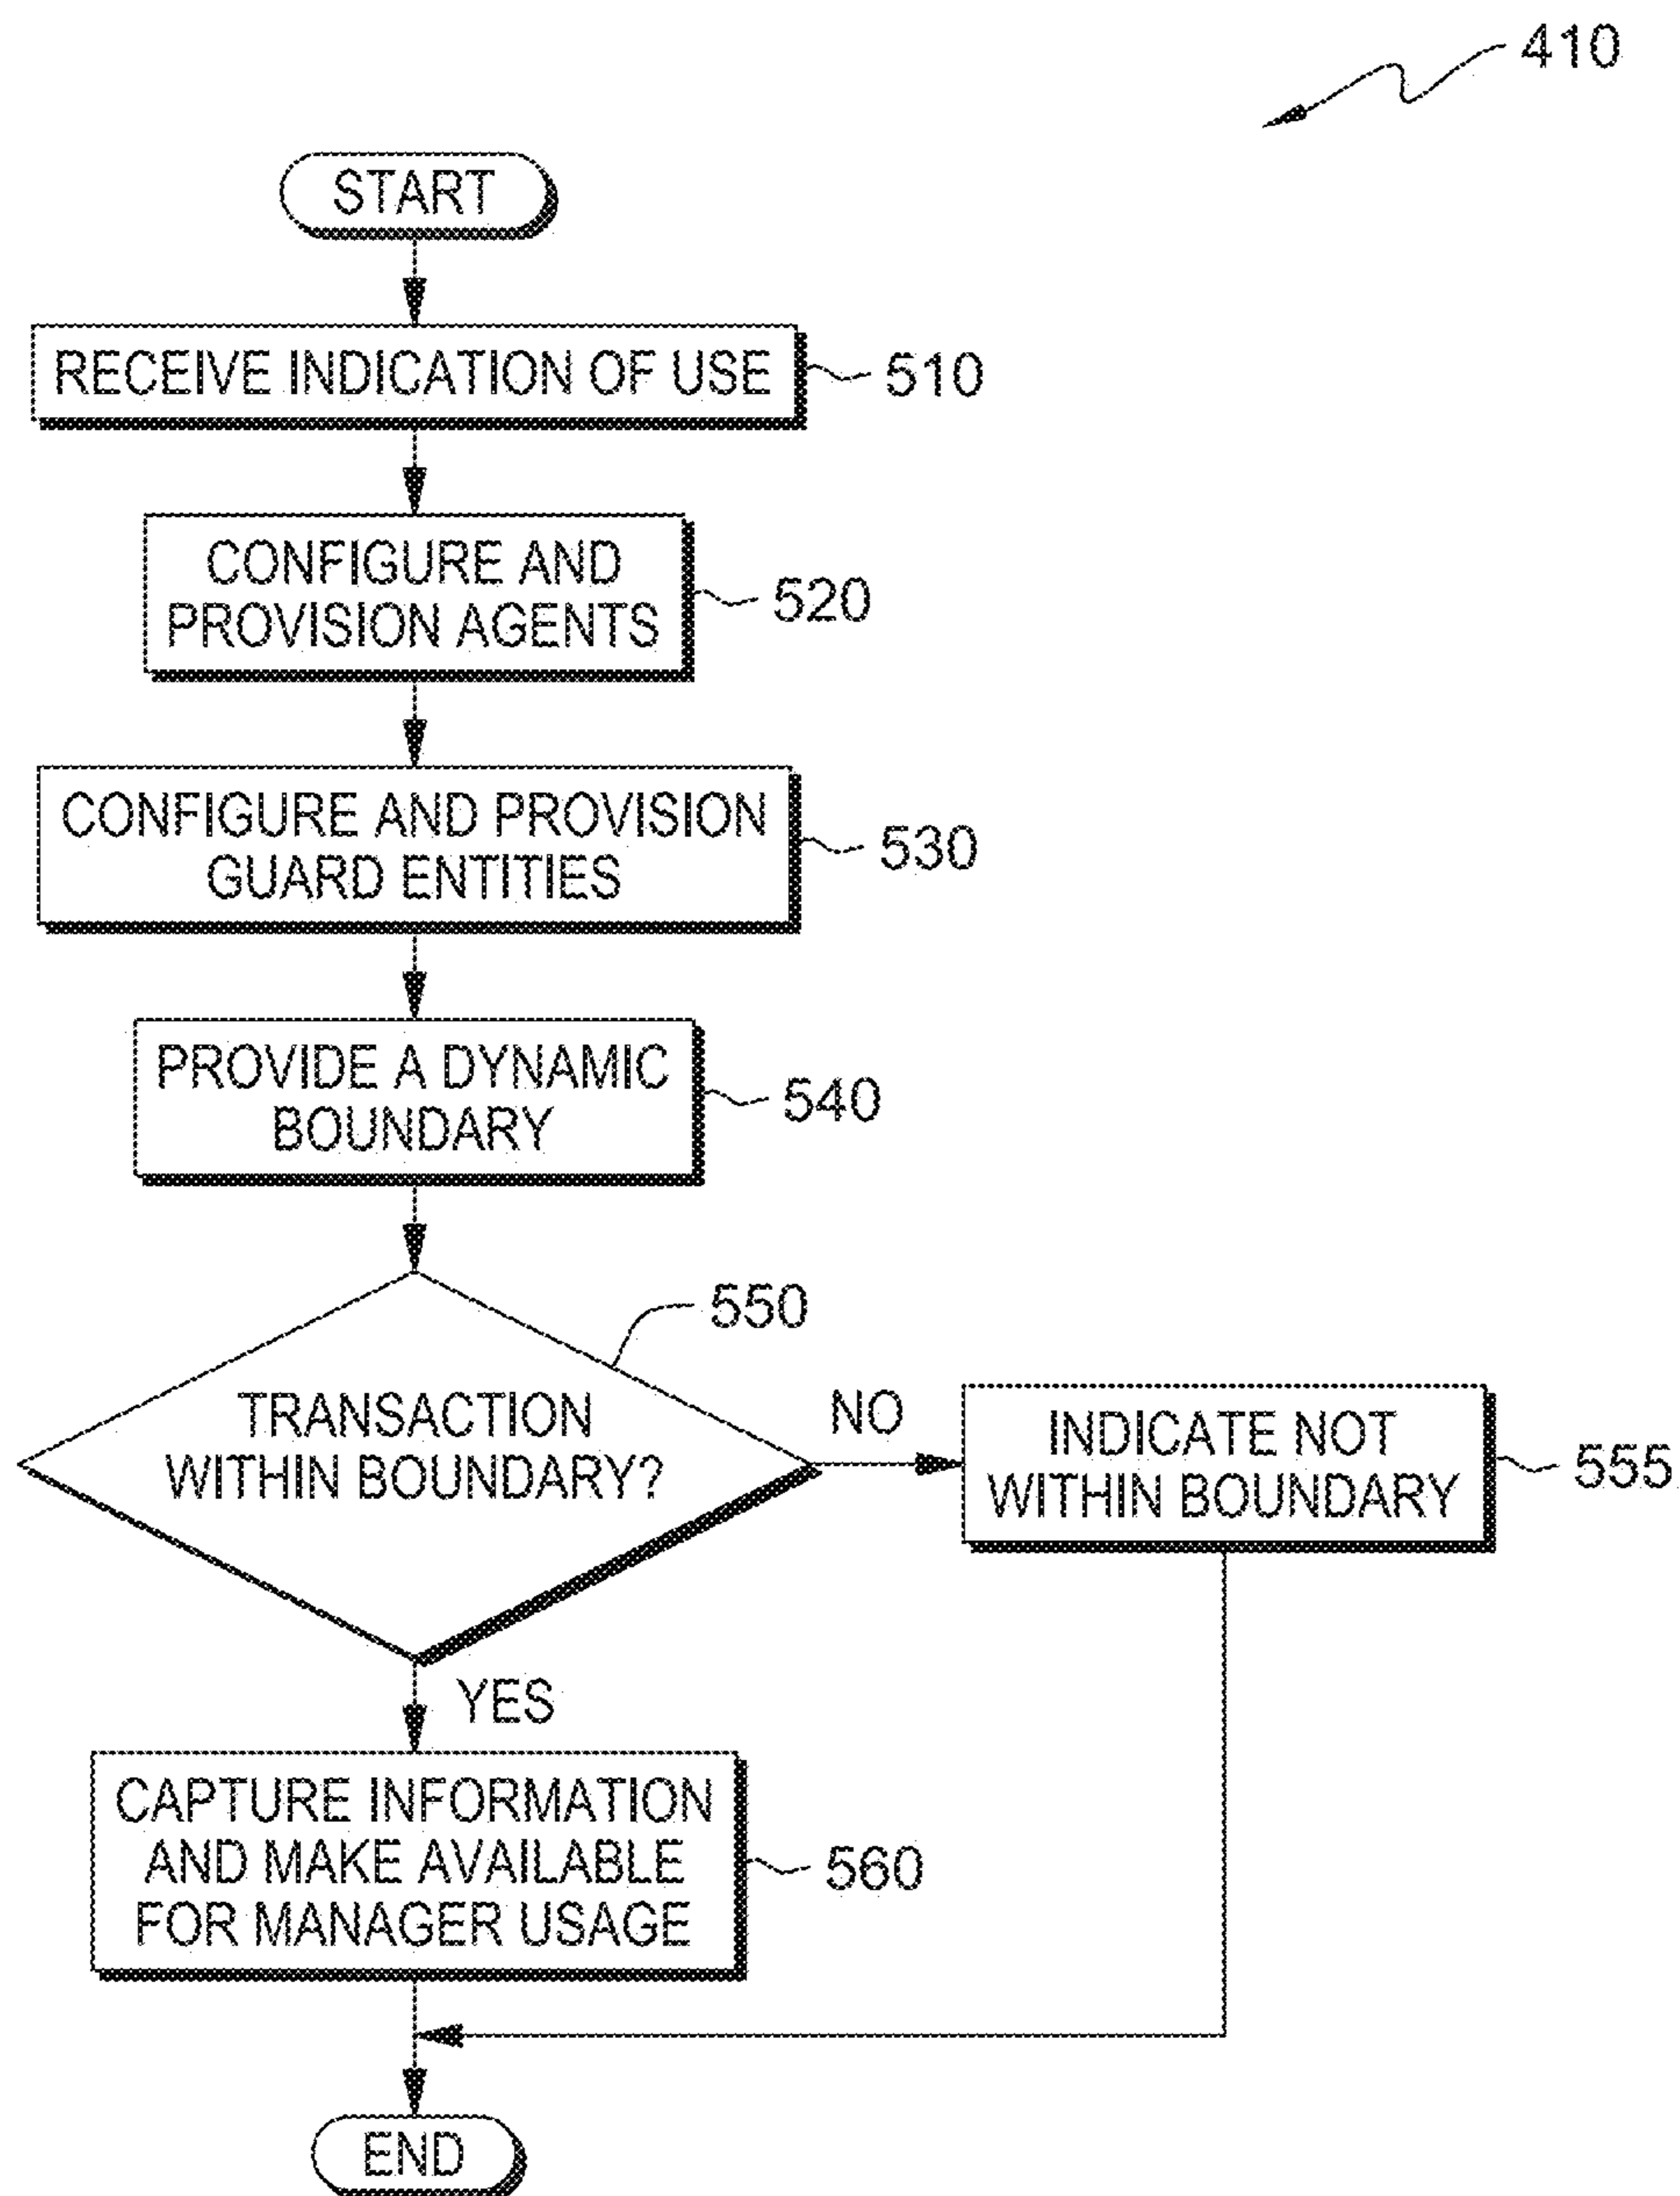 410
START
RECEIVE INDICATION OF USE
510
CONFIGURE AND
PROVISION AGENTS
520
CONFIGURE AND PROVISION
GUARD ENTITIES
530
PROVIDE A DYNAMIC
BOUNDARY
540
550
TRANSACTION
WITHIN BOUNDARY?
NO
INDICATE NOT
WITHIN BOUNDARY
555
YES
CAPTURE INFORMATION
AND MAKE AVAILABLE
FOR MANAGER USAGE
560
END